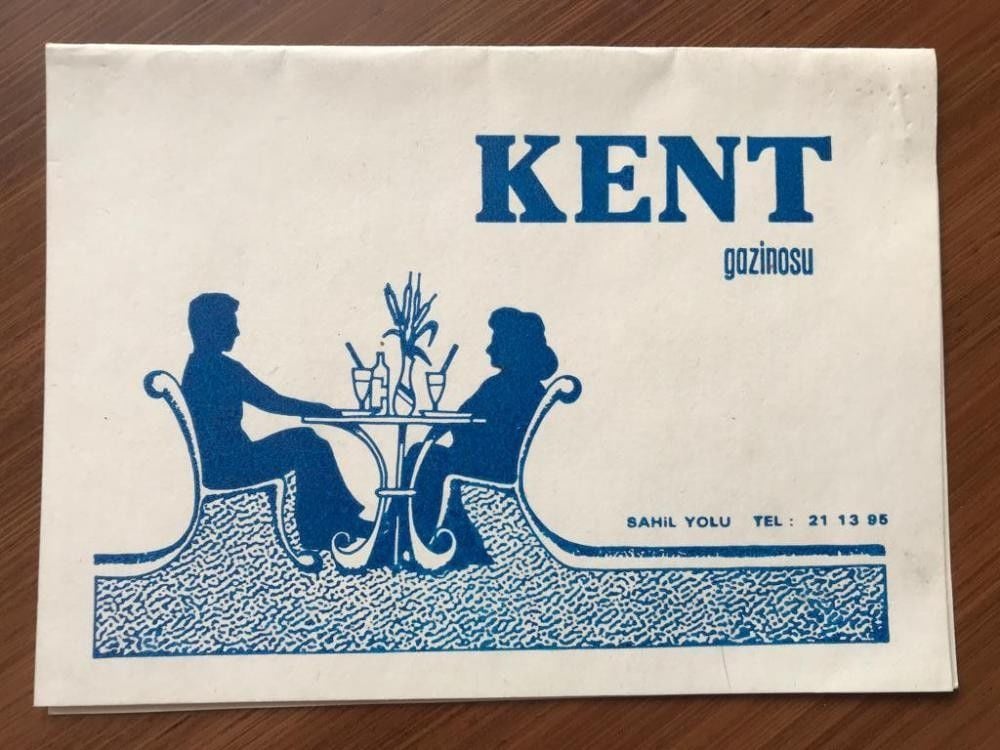 KENT
gazinosu
SAHiL YOLU TEL : 21 13 95